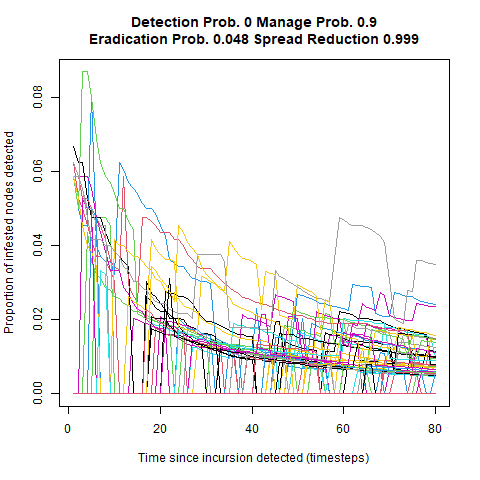 Detection Prob. 0 Manage Prob. 0.9
Eradication Prob. 0.048 Spread Reduction 0.999
Proportion of infested nodes detected
0.08
0.06
0.04
0.02
0.00
0
20
40
60
80
Time since incursion detected (timesteps)